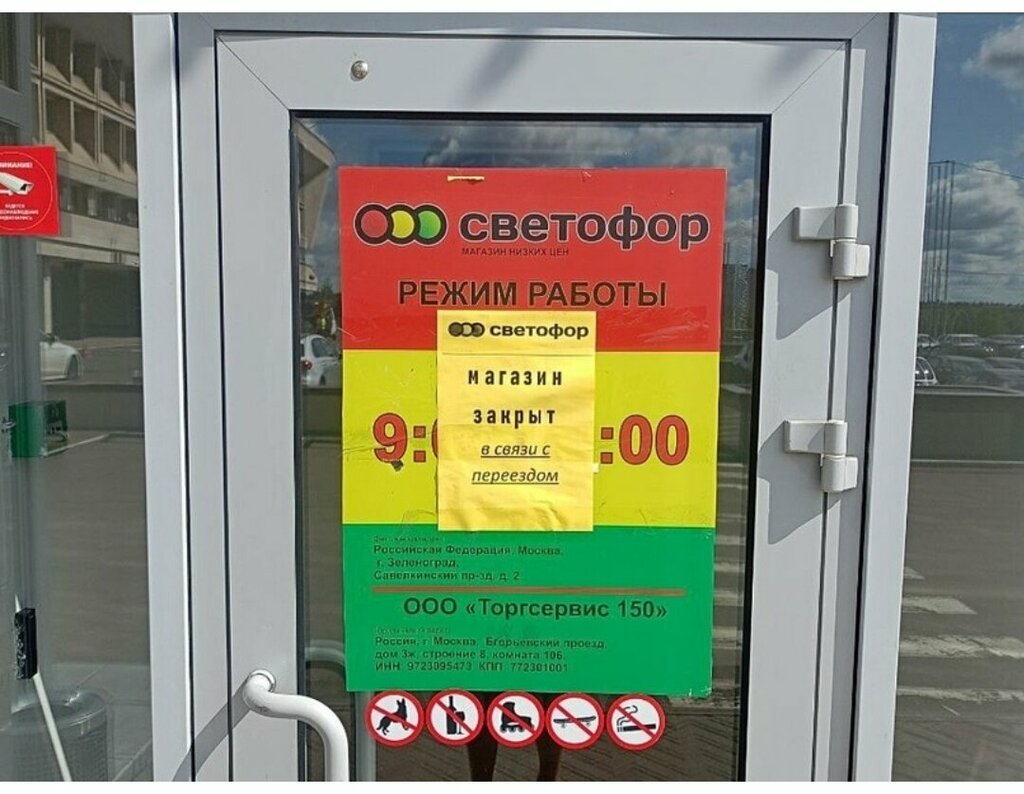 светофор
МАГАЗИН НИЗКИХ ЦЕН
РЕЖИМ РАБОТЫ
светофор
магазин
закрыт
в связи с
переездом
9: :00
Российская Федерация, Москва,
г. Зеленоград,
Савелкинский пр-зд, д. 2
ООО «Торгсервис 150»
Россия, г. Москва, Егорьевский проезд,
дом 3ж, строение 8, комната 106.
ИНН 9723095473 КПП 772301001